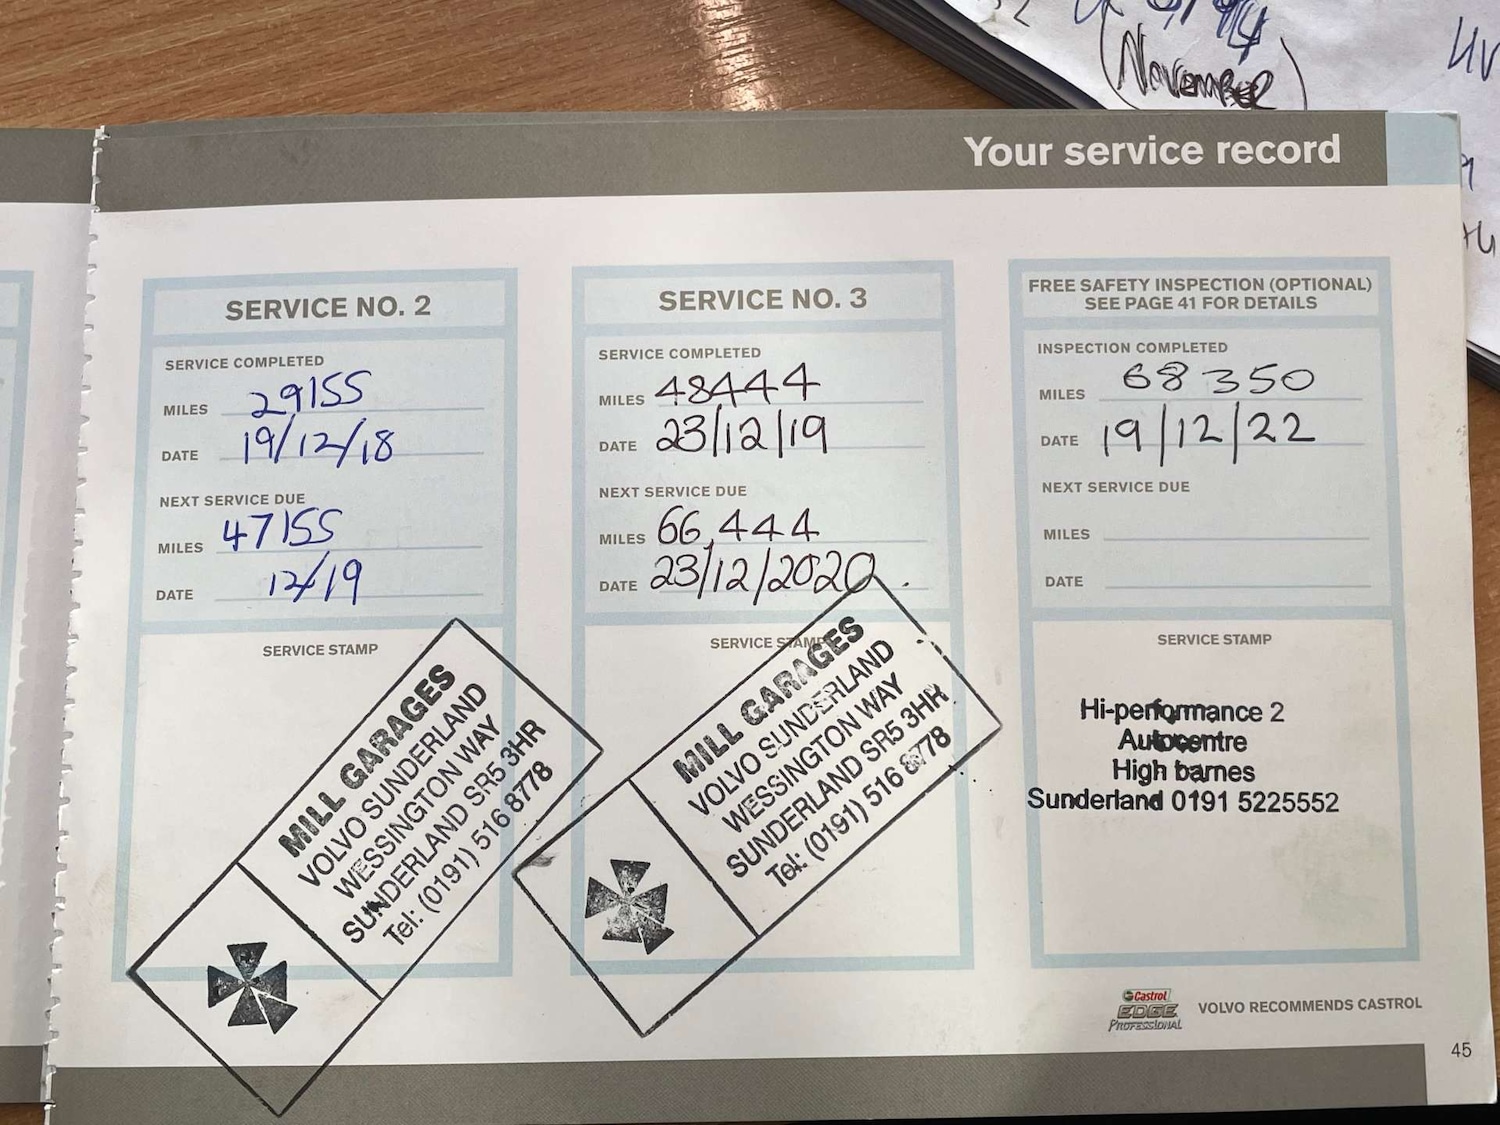 (November)
Your service record
SERVICE NO. 2
SERVICE COMPLETED
MILES 29155
DATE 19/12/18
NEXT SERVICE DUE
MILES 47155
DATE 12/19
SERVICE STAMP
MILL GARAGES
VOLVO SUNDERLAND
WESSINGTON WAY
SUNDERLAND SR5 3HR
Tel: (0191) 516 8778
SERVICE NO. 3
SERVICE COMPLETED
MILES 48444
DATE 23/12/19
NEXT SERVICE DUE
MILES 66,444
DATE 23/12/2020.
SERVICE STAMP
MILL GARAGES
VOLVO SUNDERLAND
WESSINGTON WAY
SUNDERLAND SR5 3HR
Tel: (0191) 516 8778
FREE SAFETY INSPECTION (OPTIONAL)
SEE PAGE 41 FOR DETAILS
INSPECTION COMPLETED
MILES 68350
DATE 19/12/22
NEXT SERVICE DUE
MILES
DATE
SERVICE STAMP
Hi-performance 2
Autocentre
High barnes
Sunderland 0191 5225552
Castrol
EDGE
PROFESSIONAL
VOLVO RECOMMENDS CASTROL
45